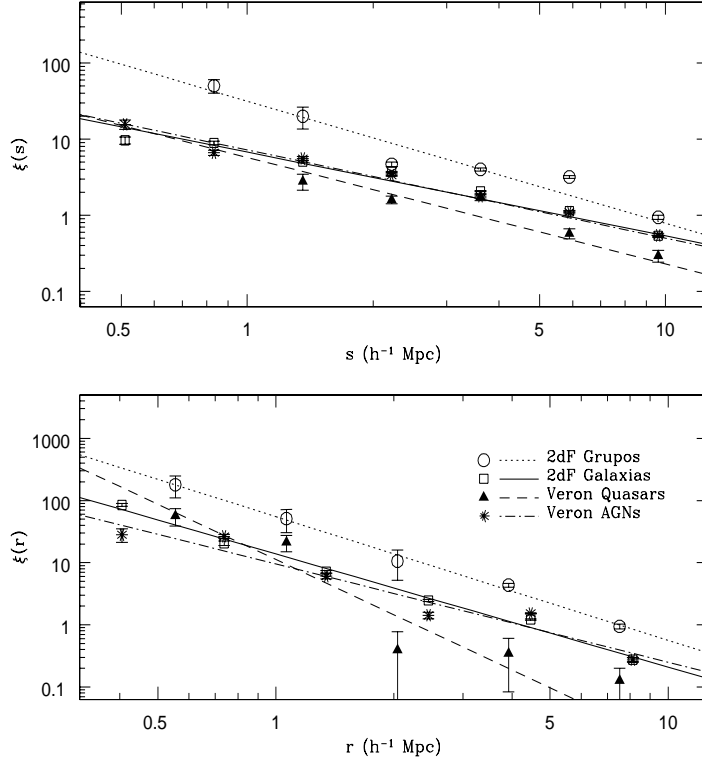 100
10
1
0.1
ξ(s)
0.5 1 5 10
s (h⁻¹ Mpc)
1000
100
10
1
0.1
ξ(r)
2dF Grupos
2dF Galaxias
Veron Quasars
Veron AGNs
0.5 1 5 10
r (h⁻¹ Mpc)